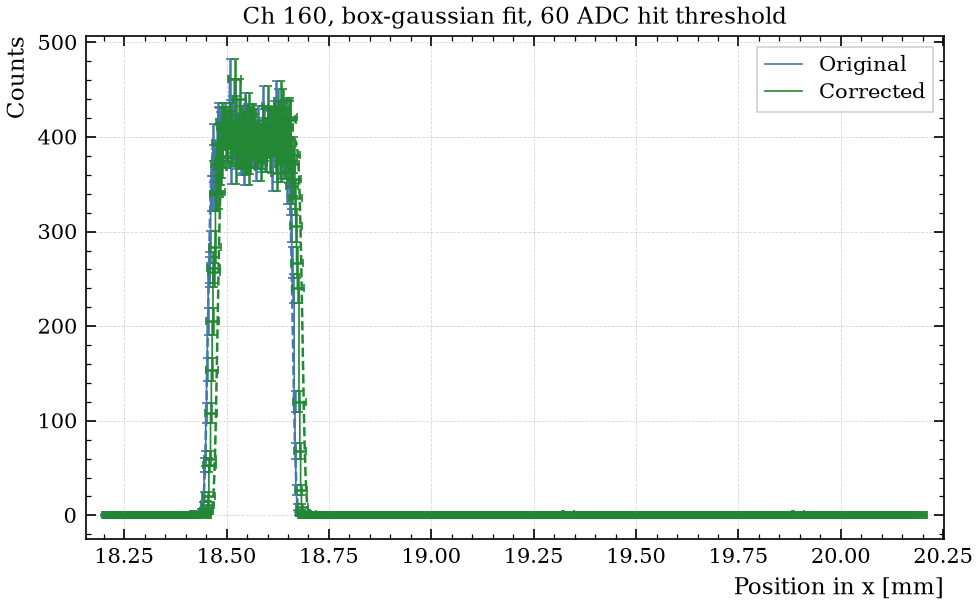 Ch 160, box-gaussian fit, 60 ADC hit threshold
Counts
500
400
300
200
100
0
Original
Corrected
18.25 18.50 18.75 19.00 19.25 19.50 19.75 20.00 20.25
Position in x [mm]